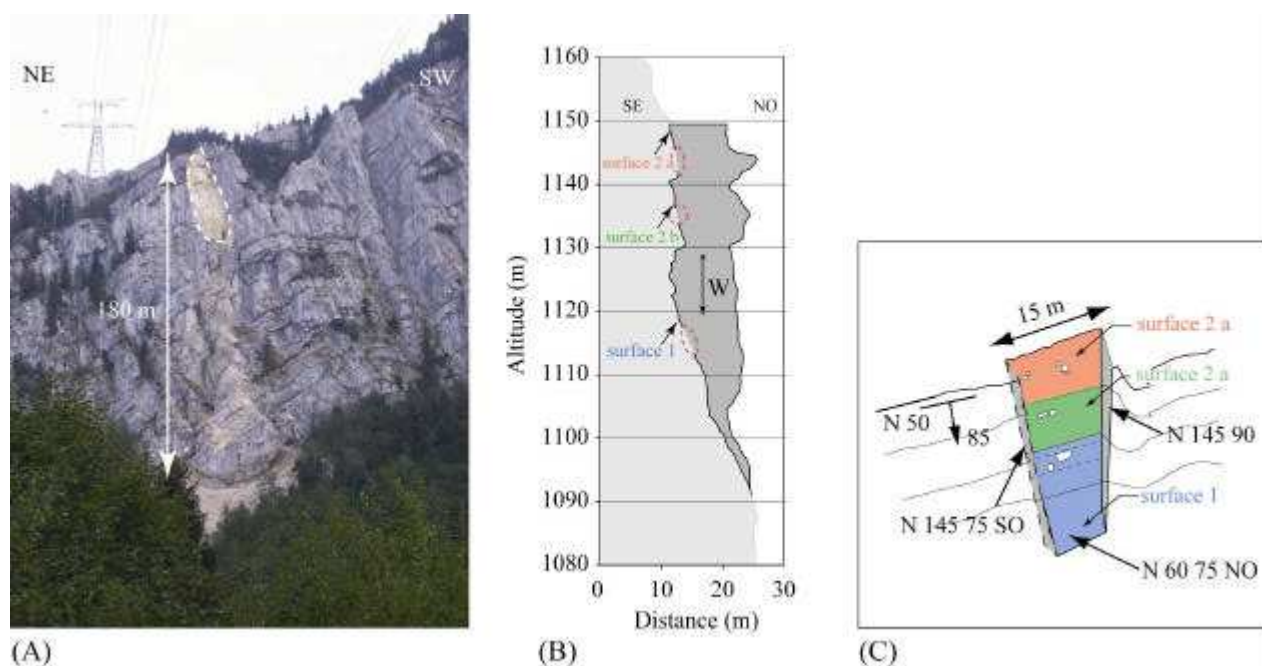 NE
SW
180 m
(A)
1160
1150
1140
1130
1120
1110
1100
1090
1080
Altitude (m)
SE
NO
surface 2 a
surface 2 b
surface 1
W
0
10
20
30
Distance (m)
(B)
15 m
surface 2 a
surface 2 a
N 50
85
N 145 90
N 145 75 SO
surface 1
N 60 75 NO
(C)